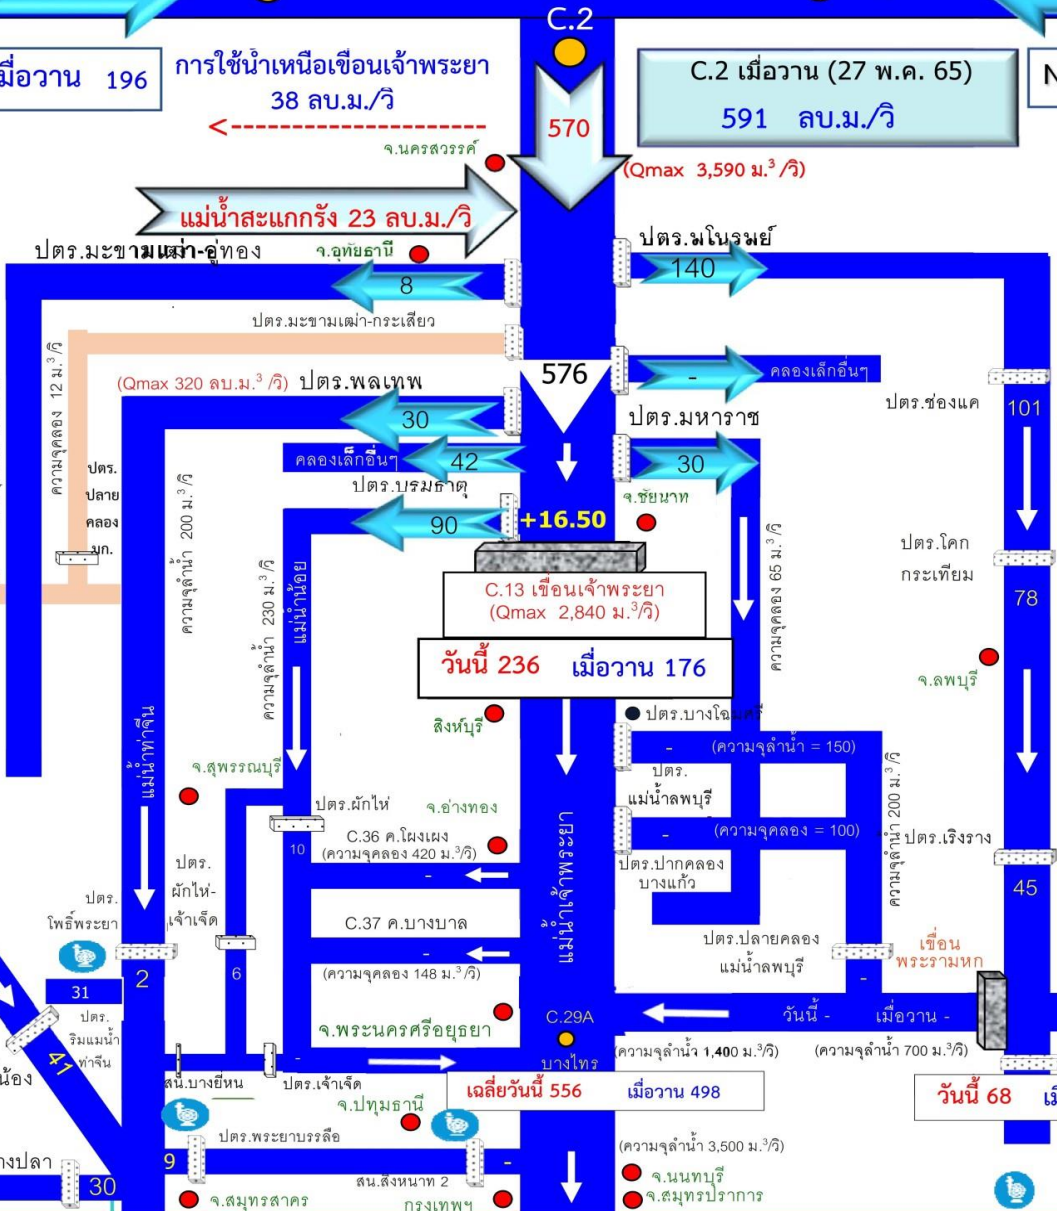 C.2
มื่อวาน 196
การใช้น้ำเหนือเขื่อนเจ้าพระยา
38 ลบ.ม./วิ
C.2 เมื่อวาน (27 พ.ค. 65)
591 ลบ.ม./วิ
N
570
จ.นครสวรรค์
(Qmax 3,590 ม.³/วิ)
แม่น้ำสะแกกรัง 23 ลบ.ม./วิ
ปตร.มะขามเฒ่า-อู่ทอง
จ.อุทัยธานี
ปตร.มโนรมย์
140
8
ปตร.มะขามเฒ่า-กระเสียว
ความจุคลอง 12 ม.³/วิ
(Qmax 320 ลบ.ม.³ /วิ) ปตร.พลเทพ
576
-
คลองเล็กอื่นๆ
ปตร.ช่องแค
101
30
ปตร.มหาราช
คลองเล็กอื่นๆ
42
30
ปตร.
ปลาย
คลอง
มก.
ความจุลำน้ำ 200 ม.³/วิ
ปตร.บรมธาตุ
90
+16.50
จ.ชัยนาท
ปตร.โคก
กระเทียม
78
ความจุลำน้ำ 230 ม.³/วิ
แม่น้ำน้อย
C.13 เขื่อนเจ้าพระยา
(Qmax 2,840 ม.³/วิ)
ความจุคลอง 65 ม.³/วิ
วันนี้ 236 เมื่อวาน 176
จ.ลพบุรี
สิงห์บุรี
ปตร.บางโฉมศรี
-
(ความจุลำน้ำ = 150)
แม่น้ำท่าจีน
จ.สุพรรณบุรี
ปตร.
แม่น้ำลพบุรี
ความจุลำน้ำ 200 ม.³/วิ
ปตร.ผักไห่
จ.อ่างทอง
10
C.36 ค.โผงเผง
(ความจุคลอง 420 ม.³/วิ)
-
แม่น้ำเจ้าพระยา
-
(ความจุคลอง = 100)
ปตร.เริงราง
45
ปตร.ปากคลอง
บางแก้ว
ปตร.
ผักไห่-
เจ้าเจ็ด
ปตร.
โพธิ์พระยา
C.37 ค.บางบาล
-
(ความจุคลอง 148 ม.³/วิ)
ปตร.ปลายคลอง
แม่น้ำลพบุรี
เขื่อน
พระรามหก
2
6
-
31
ปตร.
ริมแม่น้ำ
ท่าจีน
41
จ.พระนครศรีอยุธยา
C.29A
บางไทร
วันนี้ - เมื่อวาน -
(ความจุลำน้ำ 1,400 ม.³/วิ)
(ความจุลำน้ำ 700 ม.³/วิ)
น้อง
สน.บางยี่หน
-
ปตร.เจ้าเจ็ด
เฉลี่ยวันนี้ 556 เมื่อวาน 498
วันนี้ 68
จ.ปทุมธานี
ปตร.พระยาบรรลือ
9
-
(ความจุลำน้ำ 3,500 ม.³/วิ)
างปลา
30
สน.สิงหนาท 2
จ.นนทบุรี
จ.สมุทรปราการ
จ.สมุทรสาคร
กรุงเทพฯ